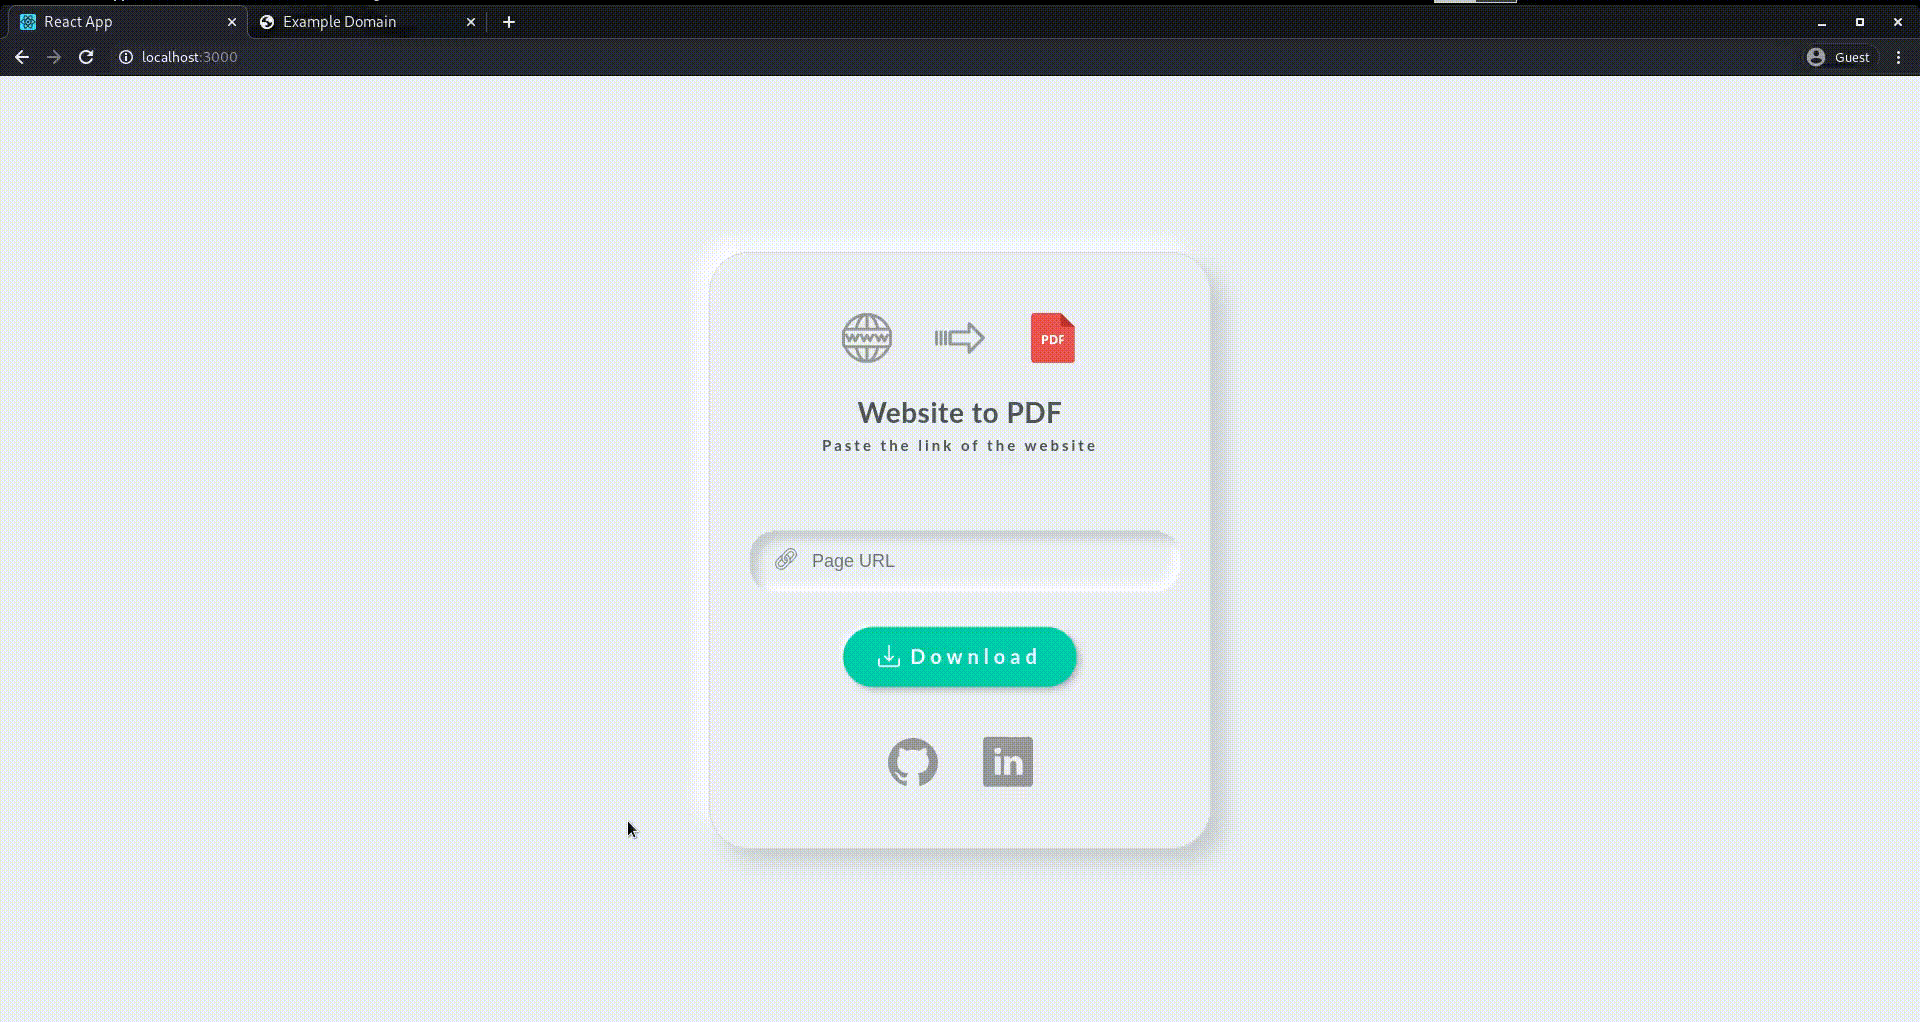 React App
Example Domain
localhost:3000
Guest
www
PDF
Website to PDF
Paste the link of the website
Page URL
Download
in